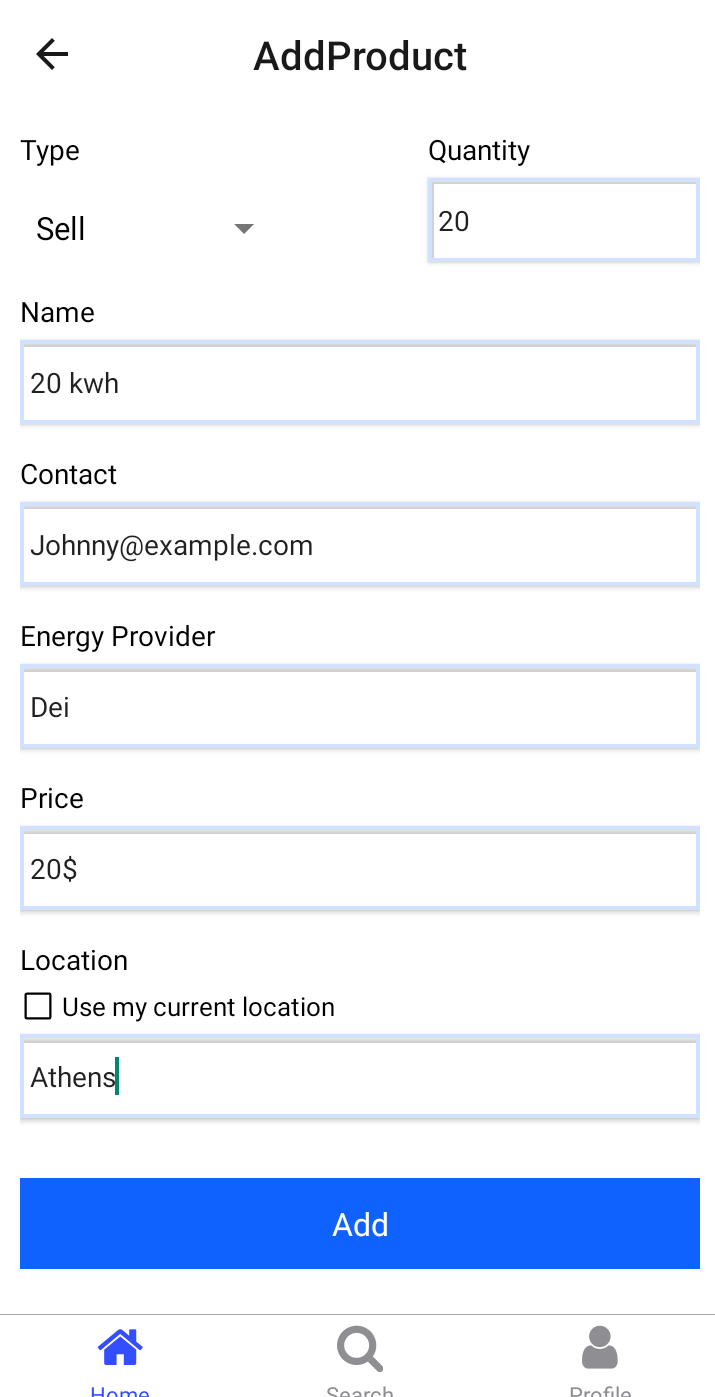 AddProduct
Type
Quantity
Sell
20
Name
20 kwh
Contact
Johnny@example.com
Energy Provider
Dei
Price
20$
Location
Use my current location
Athens
Add
Home
Search
Profile